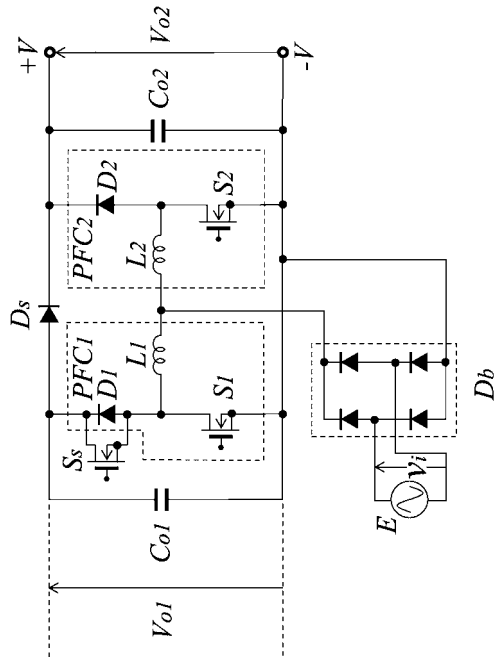 Ds
+V
PFC1
PFC2
Ss
D1
D2
L1
L2
Co1
Co2
Vo1
Vo2
S1
S2
-V
E
vi
Db